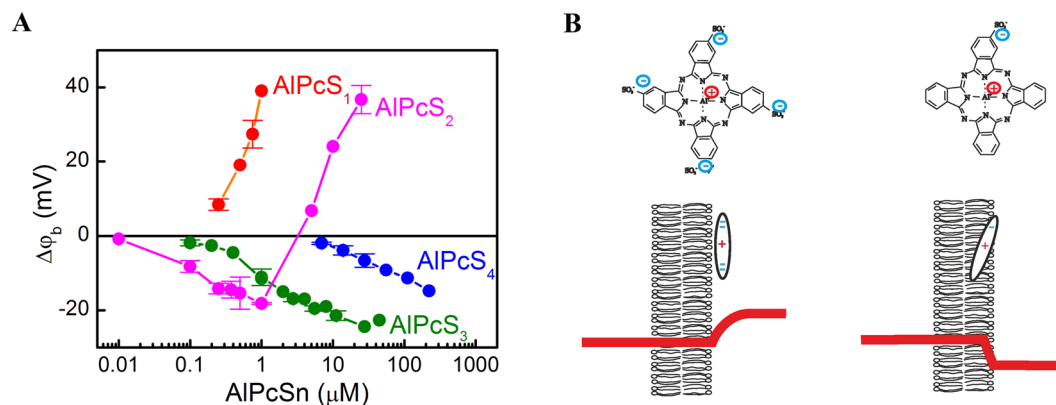 A
B
Δφb (mV)
40
20
0
-20
0.01
0.1
1
10
100
1000
AlPcSn (μM)
AlPcS1
AlPcS2
AlPcS3
AlPcS4
SO3-
SO3-
SO3-
SO3-
N
N
N
N
N
N
N
N
Al
+
-
-
-
-
SO3-
N
N
N
N
N
N
N
N
Al
+
-
+
-
+